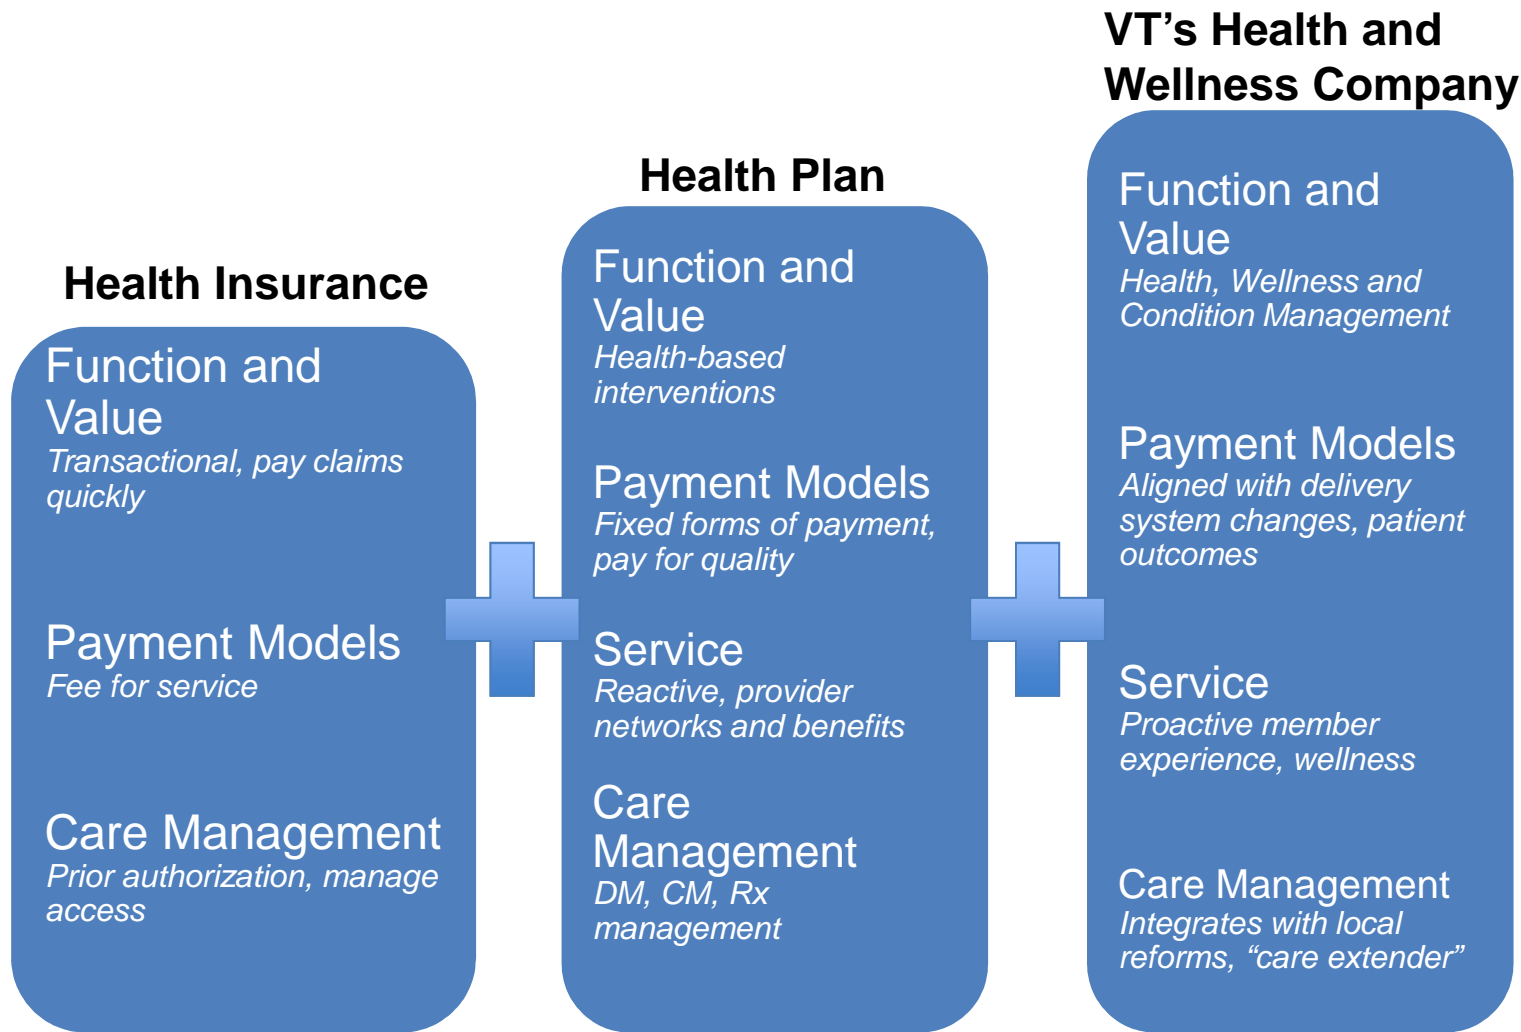 Health Insurance
Function and
Value
Transactional, pay claims
quickly
Payment Models
Fee for service
Care Management
Prior authorization, manage
access
Health Plan
Function and
Value
Health-based
interventions
Payment Models
Fixed forms of payment,
pay for quality
Service
Reactive, provider
networks and benefits
Care
Management
DM, CM, Rx
management
VT’s Health and
Wellness Company
Function and
Value
Health, Wellness and
Condition Management
Payment Models
Aligned with delivery
system changes, patient
outcomes
Service
Proactive member
experience, wellness
Care Management
Integrates with local
reforms, “care extender”